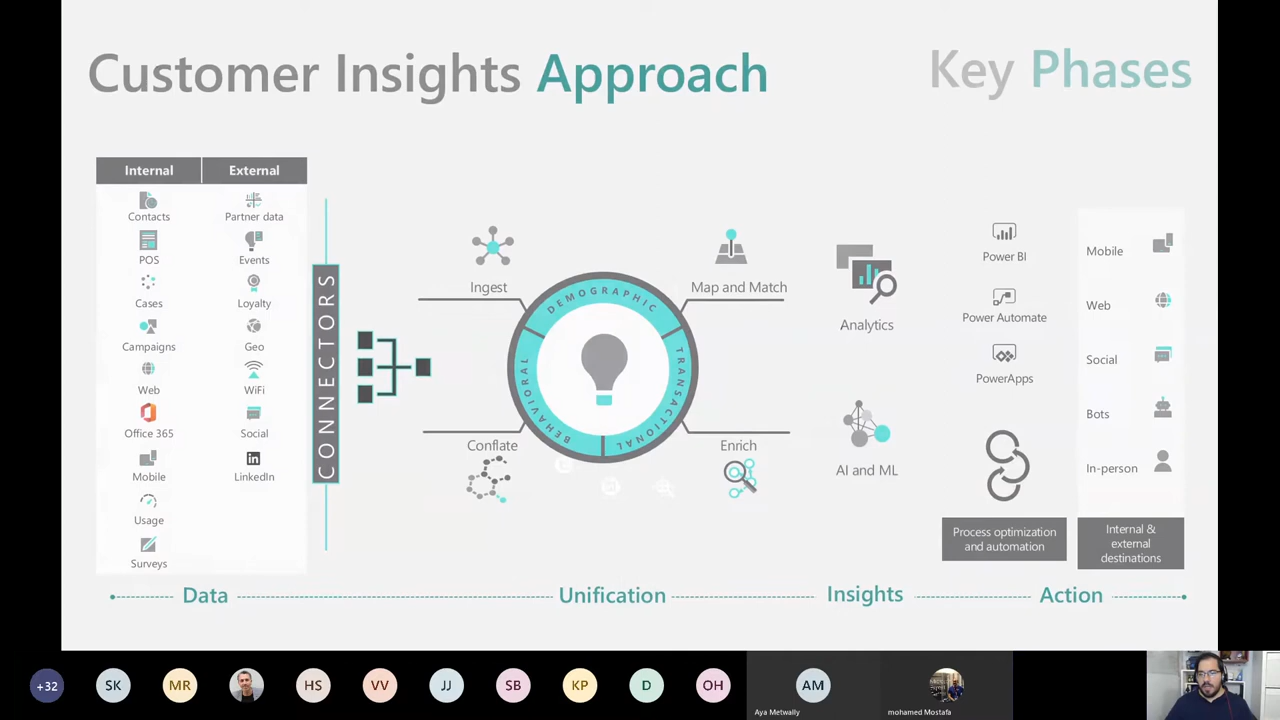 Customer Insights Approach
Key Phases
Internal
External
Contacts
Partner data
POS
Events
Cases
Loyalty
Campaigns
Geo
Web
WiFi
Office 365
Social
Mobile
LinkedIn
Usage
Surveys
CONNECTORS
Ingest
Map and Match
DEMOGRAPHIC
TRANSACTIONAL
BEHAVIORAL
Conflate
Enrich
Analytics
AI and ML
Power BI
Power Automate
PowerApps
Process optimization
and automation
Mobile
Web
Social
Bots
In-person
Internal &
external
destinations
Data
Unification
Insights
Action
+32
SK
MR
HS
VV
JJ
SB
KP
D
OH
AM
Aya Metwally
mohamed Mostafa